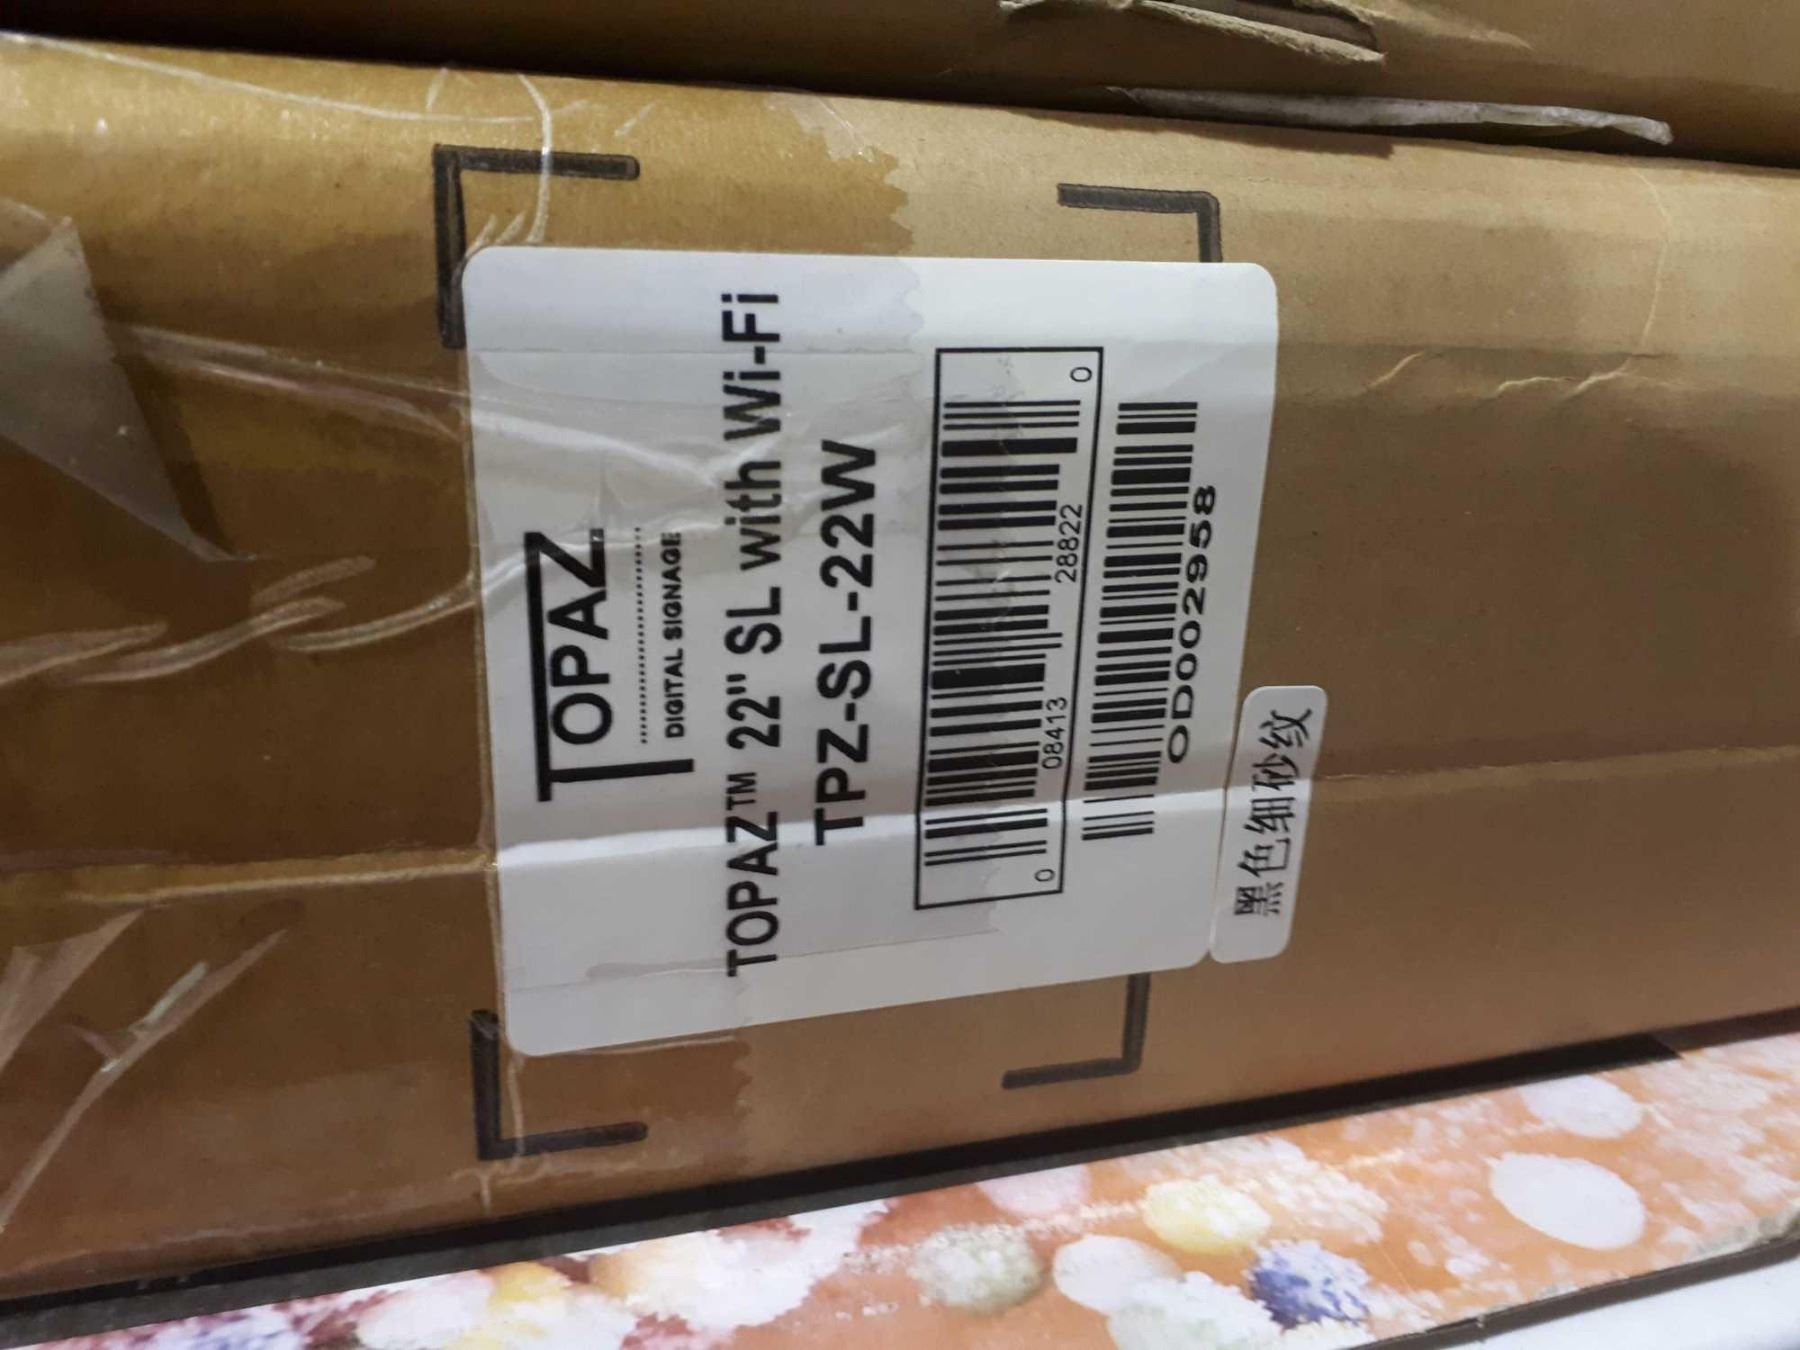 TOPAZ
DIGITAL SIGNAGE
TOPAZ™ 22" SL with Wi-Fi
TPZ-SL-22W
0 08413 28822 0
0D002958
黑色细砂纹